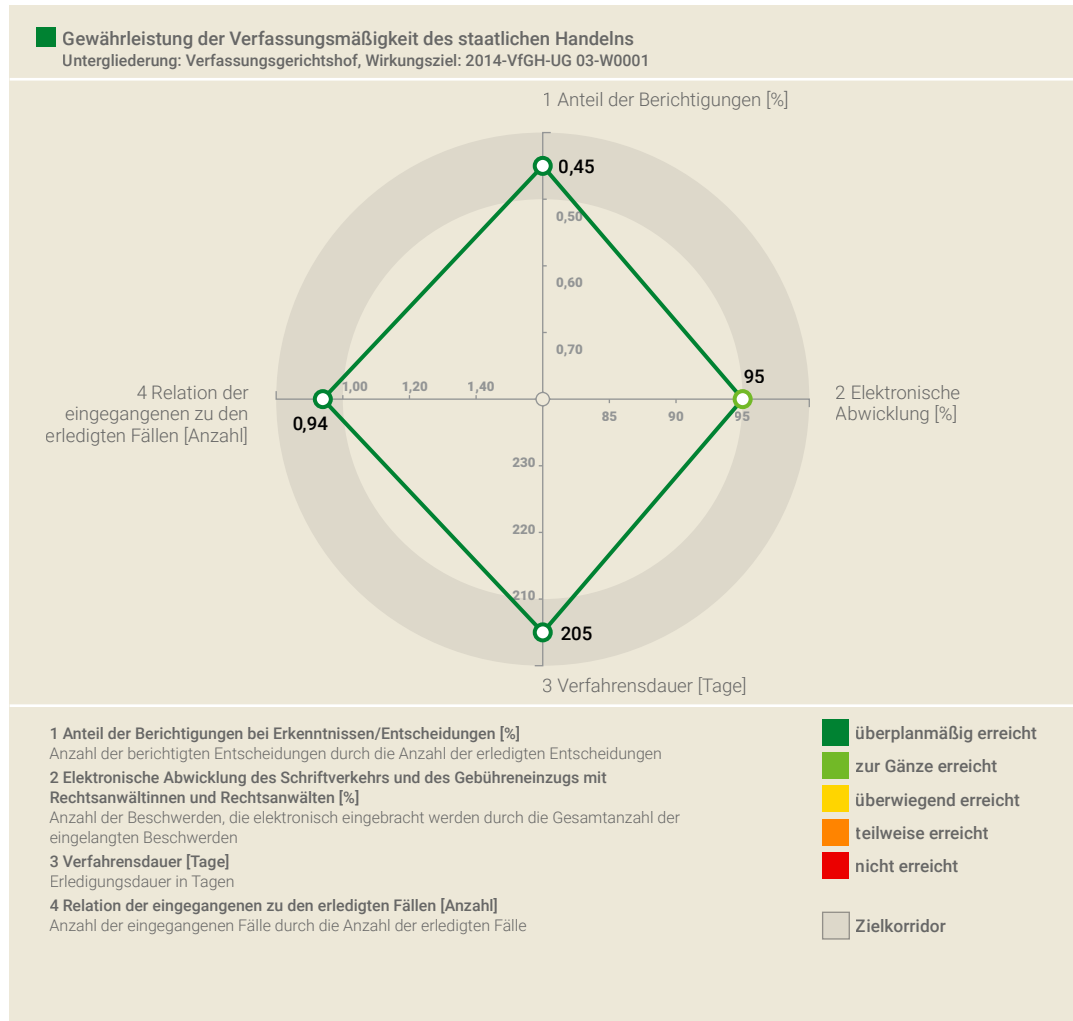 Gewährleistung der Verfassungsmäßigkeit des staatlichen Handelns
Untergliederung: Verfassungsgerichtshof, Wirkungsziel: 2014-VfGH-UG 03-W0001
1 Anteil der Berichtigungen [%]
0,45
0,50
0,60
0,70
4 Relation der
eingegangenen zu den
erledigten Fällen [Anzahl]
0,94
1,00
1,20
1,40
85
90
95
95
2 Elektronische
Abwicklung [%]
230
220
210
205
3 Verfahrensdauer [Tage]
1 Anteil der Berichtigungen bei Erkenntnissen/Entscheidungen [%]
Anzahl der berichtigten Entscheidungen durch die Anzahl der erledigten Entscheidungen
2 Elektronische Abwicklung des Schriftverkehrs und des Gebühreneinzugs mit
Rechtsanwältinnen und Rechtsanwälten [%]
Anzahl der Beschwerden, die elektronisch eingebracht werden durch die Gesamtanzahl der
eingelangten Beschwerden
3 Verfahrensdauer [Tage]
Erledigungsdauer in Tagen
4 Relation der eingegangenen zu den erledigten Fällen [Anzahl]
Anzahl der eingegangenen Fälle durch die Anzahl der erledigten Fälle
überplanmäßig erreicht
zur Gänze erreicht
überwiegend erreicht
teilweise erreicht
nicht erreicht
Zielkorridor